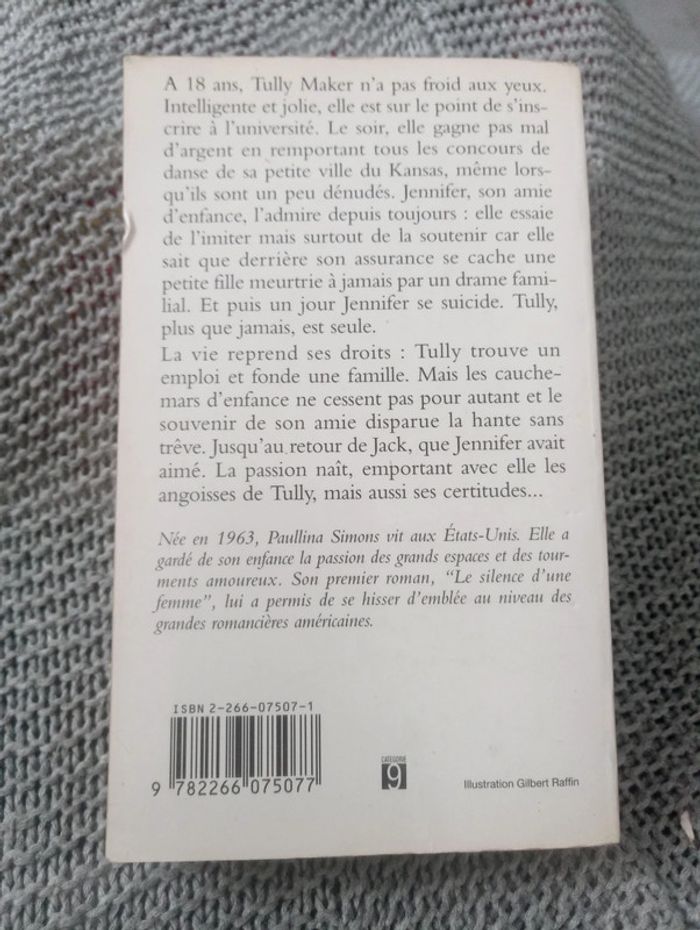 A 18 ans, Tully Maker n'a pas froid aux yeux.
Intelligente et jolie, elle est sur le point de s'ins-
crire à l'université. Le soir, elle gagne pas mal
d'argent en remportant tous les concours de
danse de sa petite ville du Kansas, même lors-
qu'ils sont un peu dénudés. Jennifer, son amie
d'enfance, l'admire depuis toujours : elle essaie
de l'imiter mais surtout de la soutenir car elle
sait que derrière son assurance se cache une
petite fille meurtrie à jamais par un drame fami-
lial. Et puis un jour Jennifer se suicide. Tully,
plus que jamais, est seule.
La vie reprend ses droits : Tully trouve un
emploi et fonde une famille. Mais les cauche-
mars d'enfance ne cessent pas pour autant et le
souvenir de son amie disparue la hante sans
trêve. Jusqu'au retour de Jack, que Jennifer avait
aimé. La passion naît, emportant avec elle les
angoisses de Tully, mais aussi ses certitudes...
Née en 1963, Paullina Simons vit aux États-Unis. Elle a
gardé de son enfance la passion des grands espaces et des tour-
ments amoureux. Son premier roman, "Le silence d'une
femme", lui a permis de se hisser d'emblée au niveau des
grandes romancières américaines.
ISBN 2-266-07507-1
9 782266 075077
CATÉGORIE
9
Illustration Gilbert Raffin